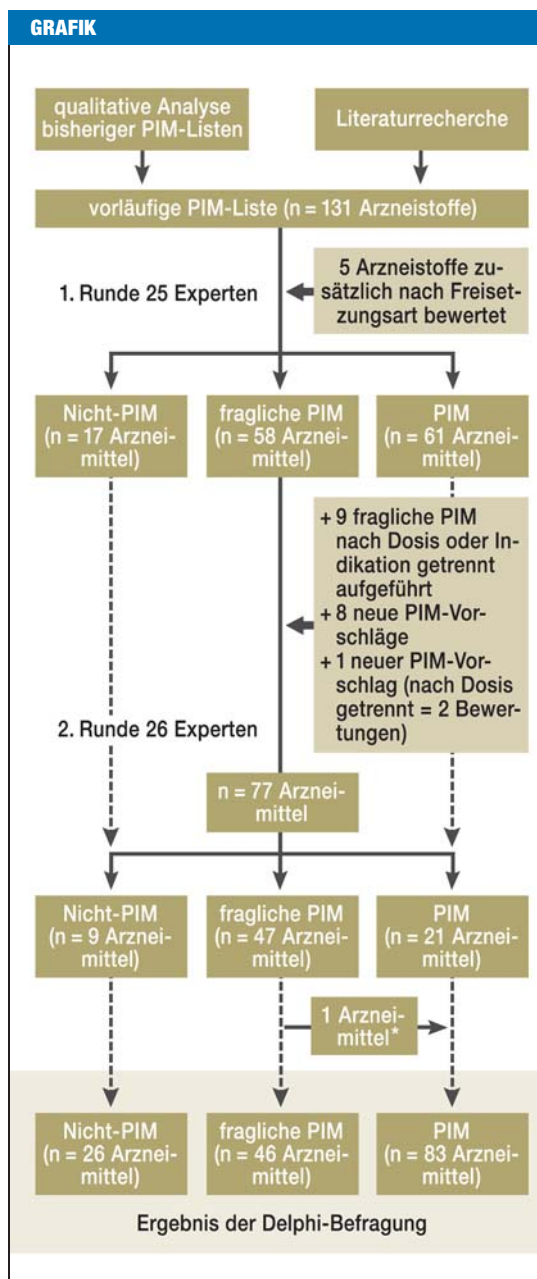 GRAFIK
qualitative Analyse
bisheriger PIM-Listen
Literaturrecherche
vorläufige PIM-Liste (n = 131 Arzneistoffe)
1. Runde 25 Experten
5 Arzneistoffe zu-
sätzlich nach Freiset-
zungsart bewertet
Nicht-PIM
(n = 17 Arznei-
mittel)
fragliche PIM
(n = 58 Arznei-
mittel)
PIM
(n = 61 Arznei-
mittel)
+ 9 fragliche PIM
nach Dosis oder In-
dikation getrennt
aufgeführt
+ 8 neue PIM-Vor-
schläge
+ 1 neuer PIM-Vor-
schlag (nach Dosis
getrennt = 2 Bewer-
tungen)
2. Runde 26 Experten
n = 77 Arznei-
mittel
Nicht-PIM
(n = 9 Arznei-
mittel)
fragliche PIM
(n = 47 Arznei-
mittel)
PIM
(n = 21 Arznei-
mittel)
1 Arznei-
mittel*
Nicht-PIM
(n = 26 Arznei-
mittel)
fragliche PIM
(n = 46 Arznei-
mittel)
PIM
(n = 83 Arznei-
mittel)
Ergebnis der Delphi-Befragung